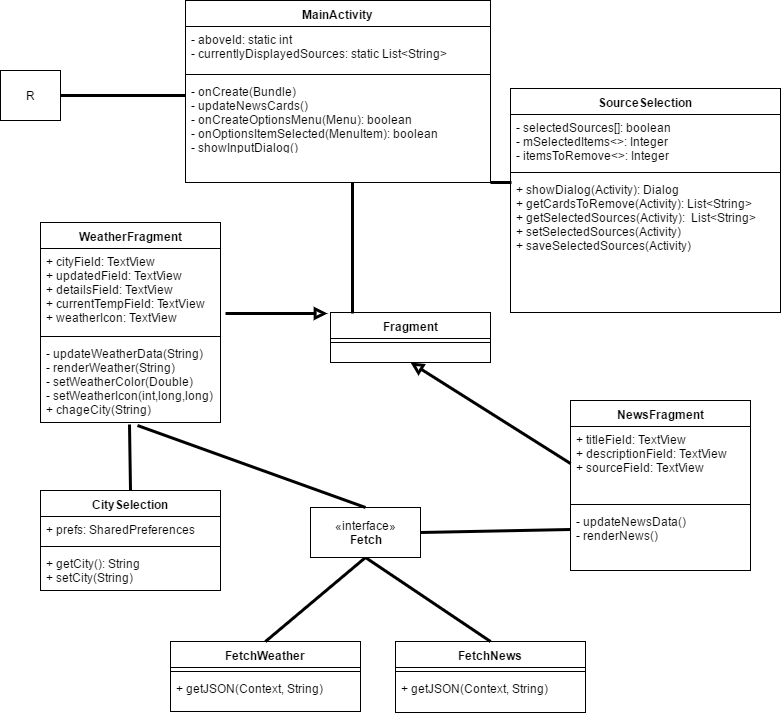 MainActivity
- aboveId: static int
- currentlyDisplayedSources: static List<String>
- onCreate(Bundle)
- updateNewsCards()
- onCreateOptionsMenu(Menu): boolean
- onOptionsItemSelected(MenuItem): boolean
- showInputDialog()
R
SourceSelection
- selectedSources[]: boolean
- mSelectedItems<>: Integer
- itemsToRemove<>: Integer
+ showDialog(Activity): Dialog
+ getCardsToRemove(Activity): List<String>
+ getSelectedSources(Activity): List<String>
+ setSelectedSources(Activity)
+ saveSelectedSources(Activity)
WeatherFragment
+ cityField: TextView
+ updatedField: TextView
+ detailsField: TextView
+ currentTempField: TextView
+ weatherIcon: TextView
- updateWeatherData(String)
- renderWeather(String)
- setWeatherColor(Double)
- setWeatherIcon(int,long,long)
+ chageCity(String)
Fragment
NewsFragment
+ titleField: TextView
+ descriptionField: TextView
+ sourceField: TextView
- updateNewsData()
- renderNews()
CitySelection
+ prefs: SharedPreferences
+ getCity(): String
+ setCity(String)
«interface»
Fetch
FetchWeather
+ getJSON(Context, String)
FetchNews
+ getJSON(Context, String)